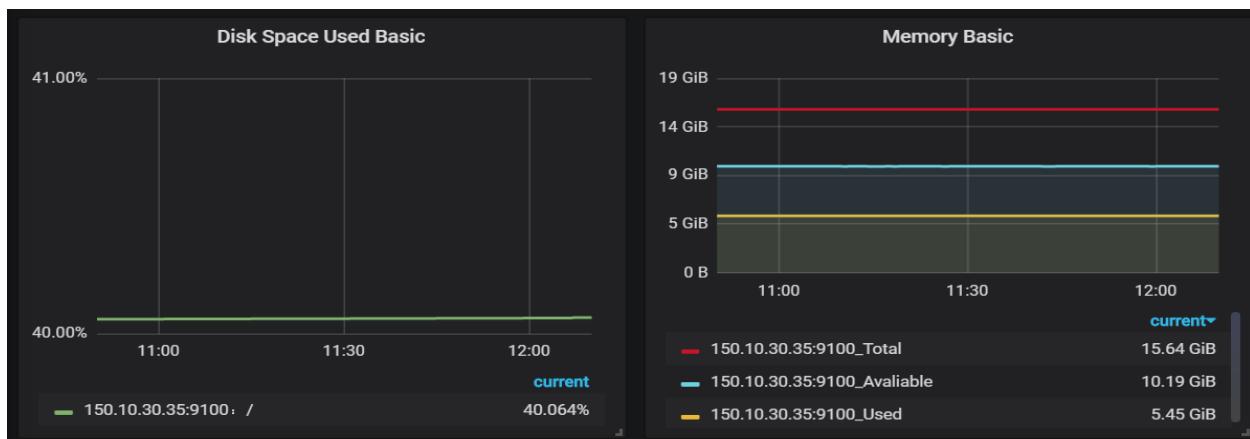 Disk Space Used Basic
41.00%
40.00%
11:00 11:30 12:00
current
150.10.30.35:9100：/ 40.064%
Memory Basic
19 GiB
14 GiB
9 GiB
5 GiB
0 B
11:00 11:30 12:00
current
150.10.30.35:9100_Total 15.64 GiB
150.10.30.35:9100_Avaliable 10.19 GiB
150.10.30.35:9100_Used 5.45 GiB